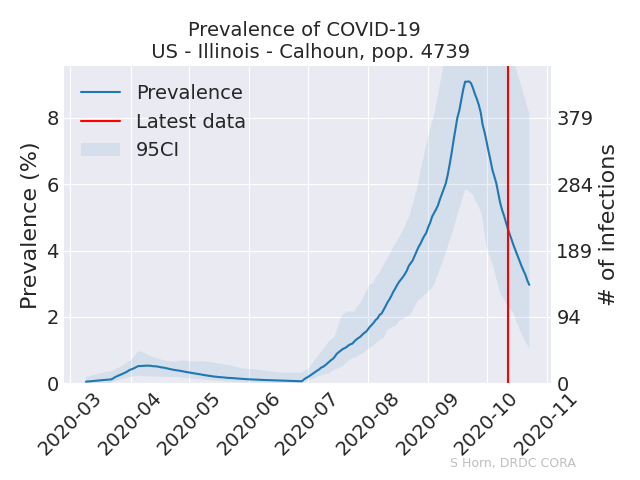 Prevalence of COVID-19
US - Illinois - Calhoun, pop. 4739
Prevalence
Latest data
95CI
Prevalence (%)
8
6
4
2
0
379
284
189
94
0
# of infections
2020-03
2020-04
2020-05
2020-06
2020-07
2020-08
2020-09
2020-10
2020-11
S Horn, DRDC CORA